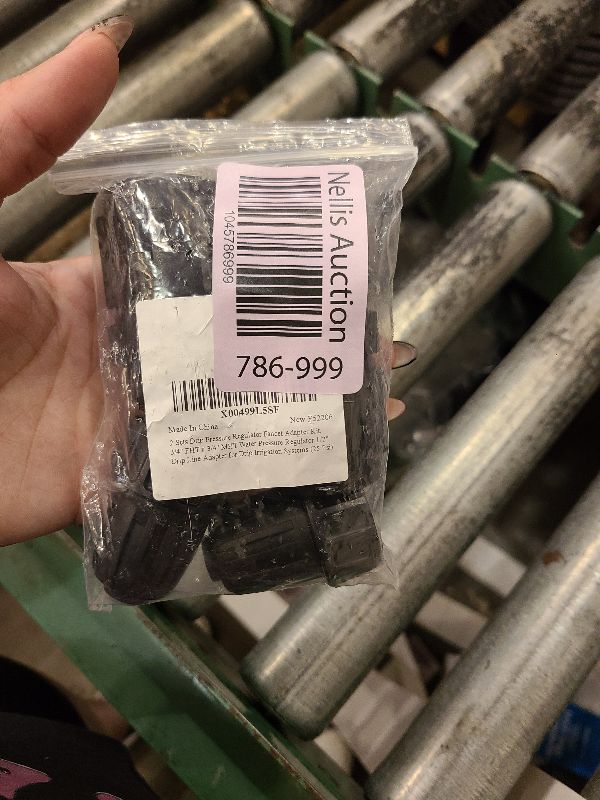 Nellis Auction
1045786999
786-999
X00499L5SF
Made In China
New
2 Sets Drip Pressure Regulator Faucet Adapter Kit,
3/4" FHT x 3/4" MHT Water Pressure Regulator 1/2"
Drip Line Adapter for Drip Irrigation Systems